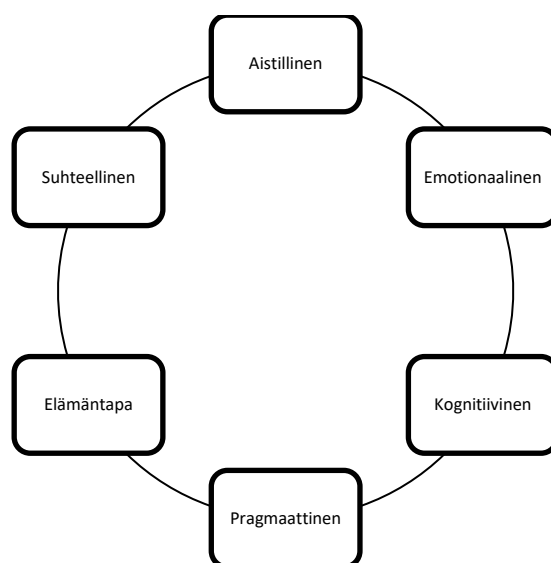 Aistillinen
Emotionaalinen
Kognitiivinen
Pragmaattinen
Elämäntapa
Suhteellinen